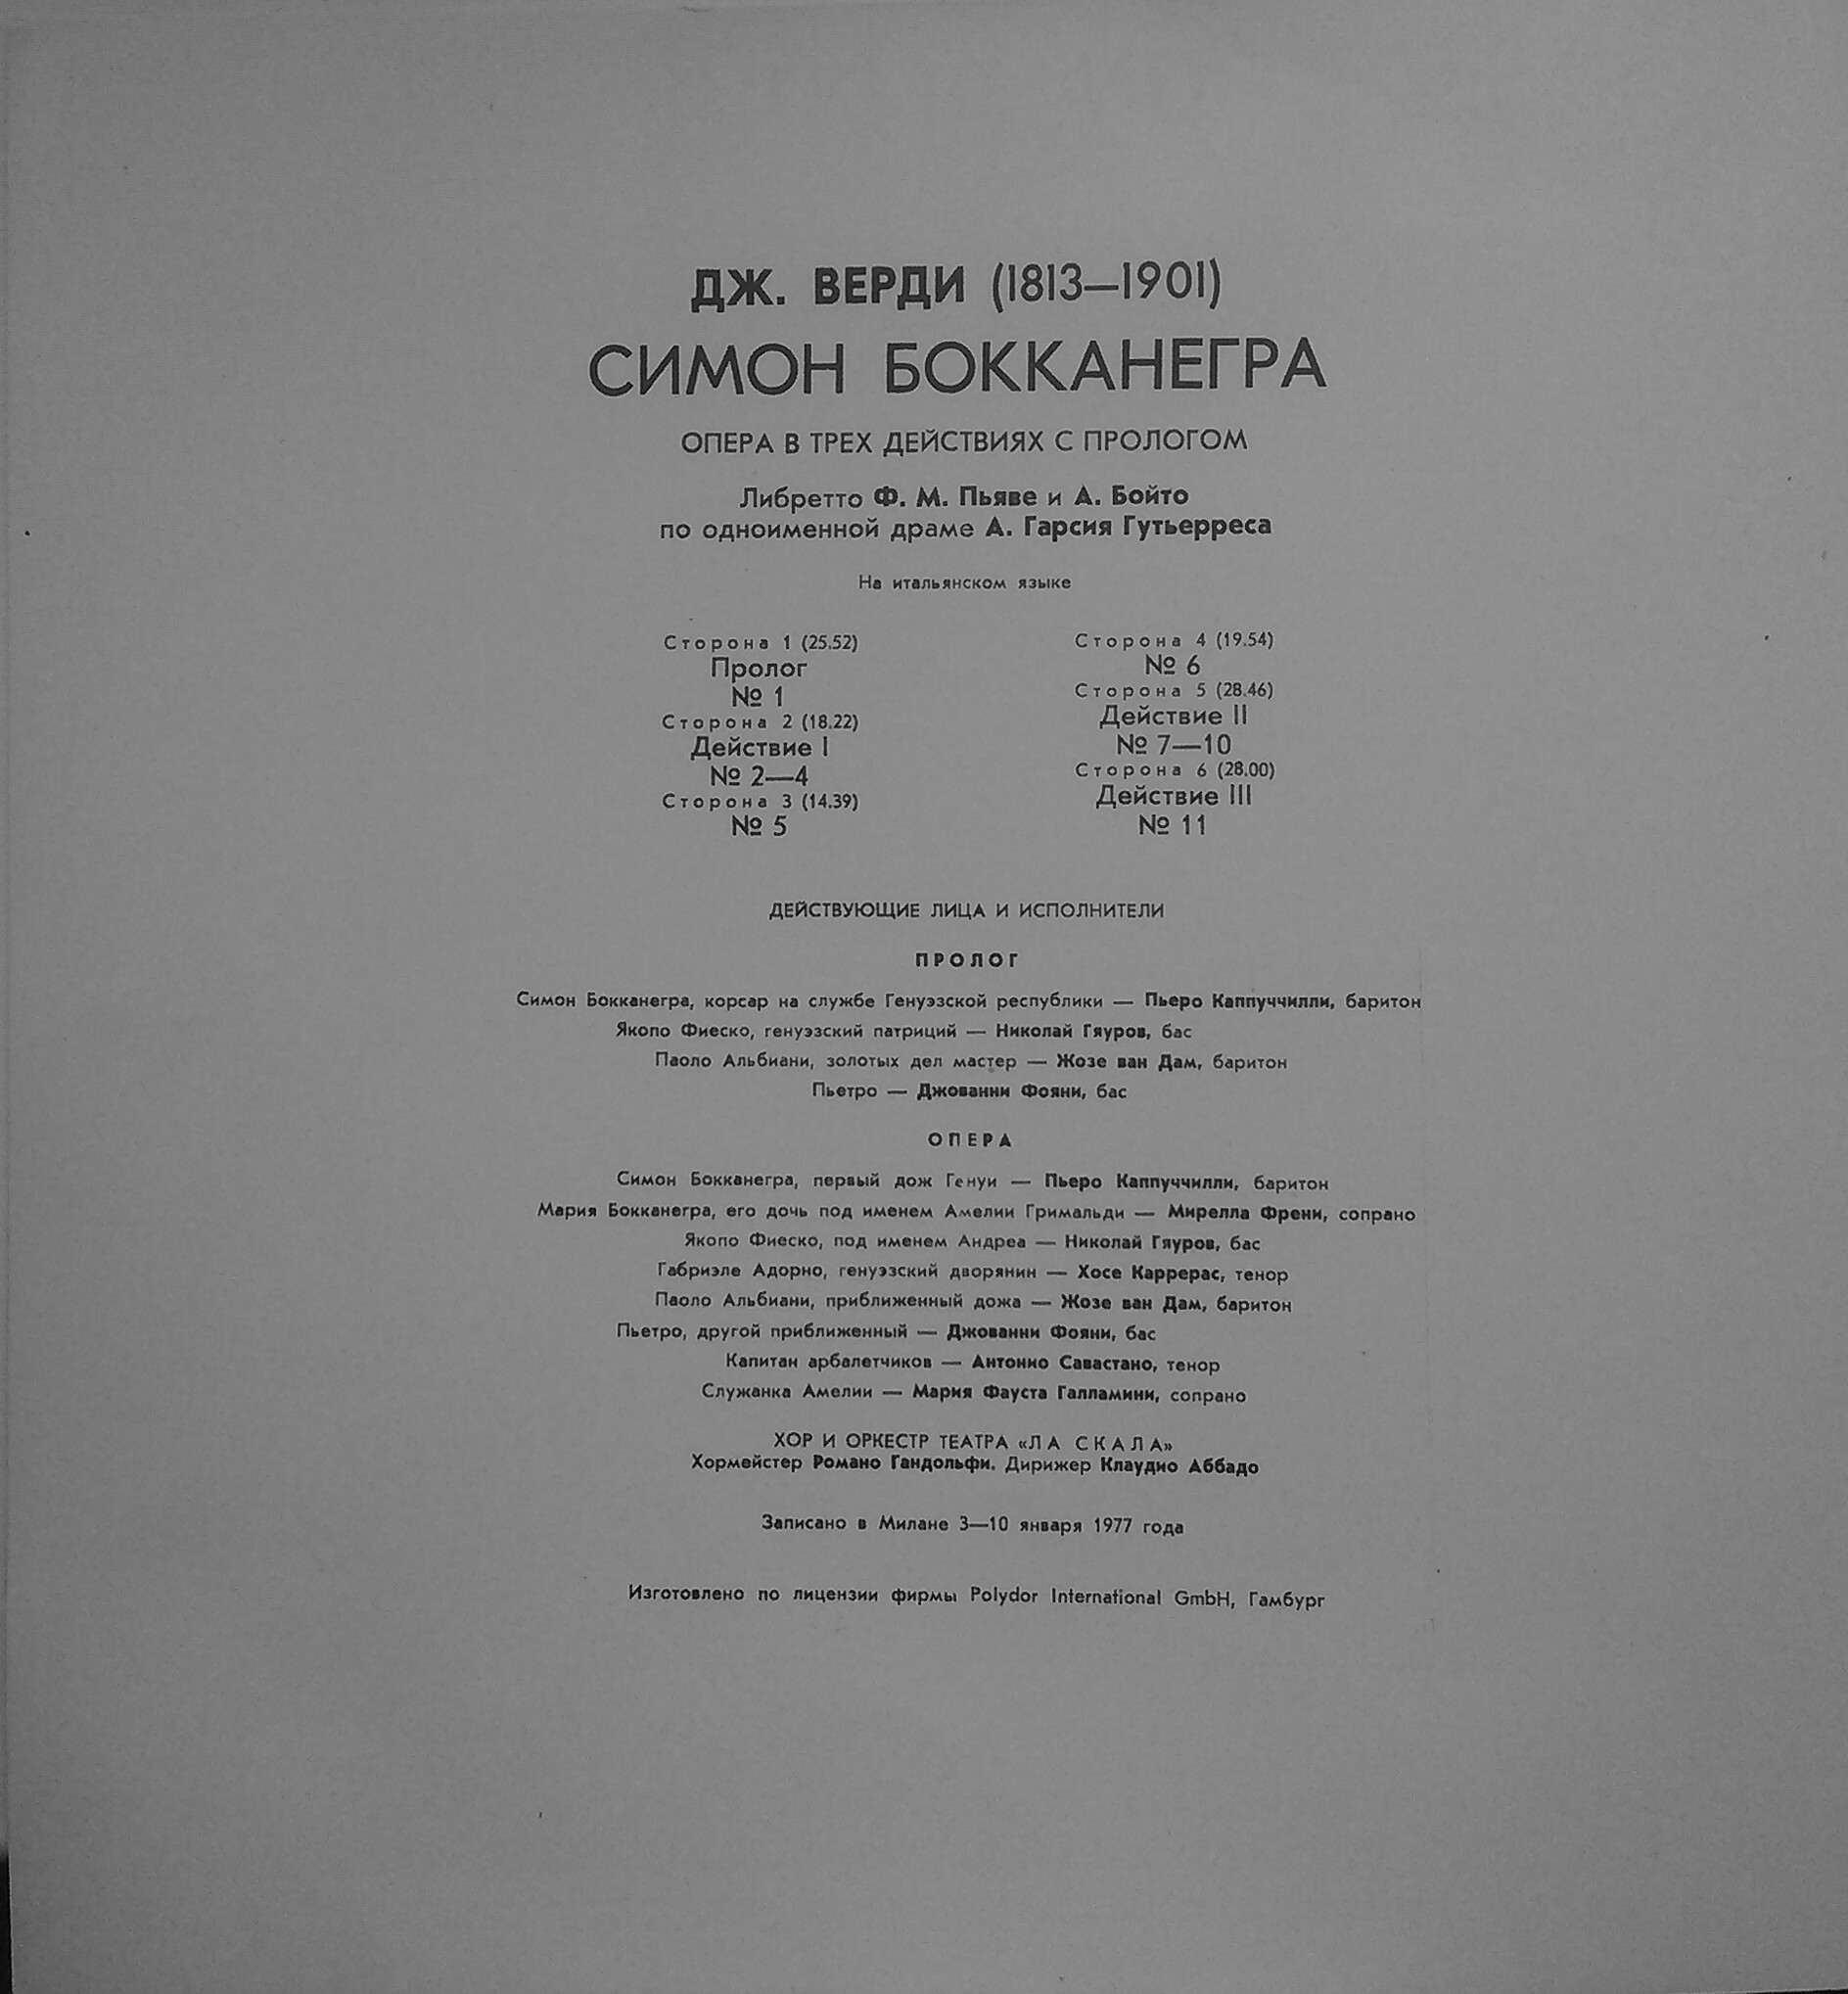 ДЖ. ВЕРДИ (1813—1901)
СИМОН БОККАНЕГРА
ОПЕРА В ТРЕХ ДЕЙСТВИЯХ С ПРОЛОГОМ
Либретто Ф. М. Пьяве и А. Бойто
по одноименной драме А. Гарсия Гутьерреса
На итальянском языке
Сторона 1 (25.52)
Пролог
№ 1
Сторона 2 (18.22)
Действие I
№ 2—4
Сторона 3 (14.39)
№ 5
Сторона 4 (19.54)
№ 6
Сторона 5 (28.46)
Действие II
№ 7—10
Сторона 6 (28.00)
Действие III
№ 11
ДЕЙСТВУЮЩИЕ ЛИЦА И ИСПОЛНИТЕЛИ
ПРОЛОГ
Симон Бокканегра, корсар на службе Генуэзской республики — Пьеро Каппуччилли, баритон
Якопо Фиеско, генуэзский патриций — Николай Гяуров, бас
Паоло Альбиани, золотых дел мастер — Жозе ван Дам, баритон
Пьетро — Джованни Фояни, бас
ОПЕРА
Симон Бокканегра, первый дож Генуи — Пьеро Каппуччилли, баритон
Мария Бокканегра, его дочь под именем Амелии Гримальди — Мирелла Френи, сопрано
Якопо Фиеско, под именем Андреа — Николай Гяуров, бас
Габриэле Адорно, генуэзский дворянин — Хосе Каррерас, тенор
Паоло Альбиани, приближенный дожа — Жозе ван Дам, баритон
Пьетро, другой приближенный — Джованни Фояни, бас
Капитан арбалетчиков — Антонио Савастано, тенор
Служанка Амелии — Мария Фауста Галламини, сопрано
ХОР И ОРКЕСТР ТЕАТРА «ЛА СКАЛА»
Хормейстер Романо Гандольфи. Дирижер Клаудио Аббадо
Записано в Милане 3—10 января 1977 года
Изготовлено по лицензии фирмы Polydor International GmbH, Гамбург